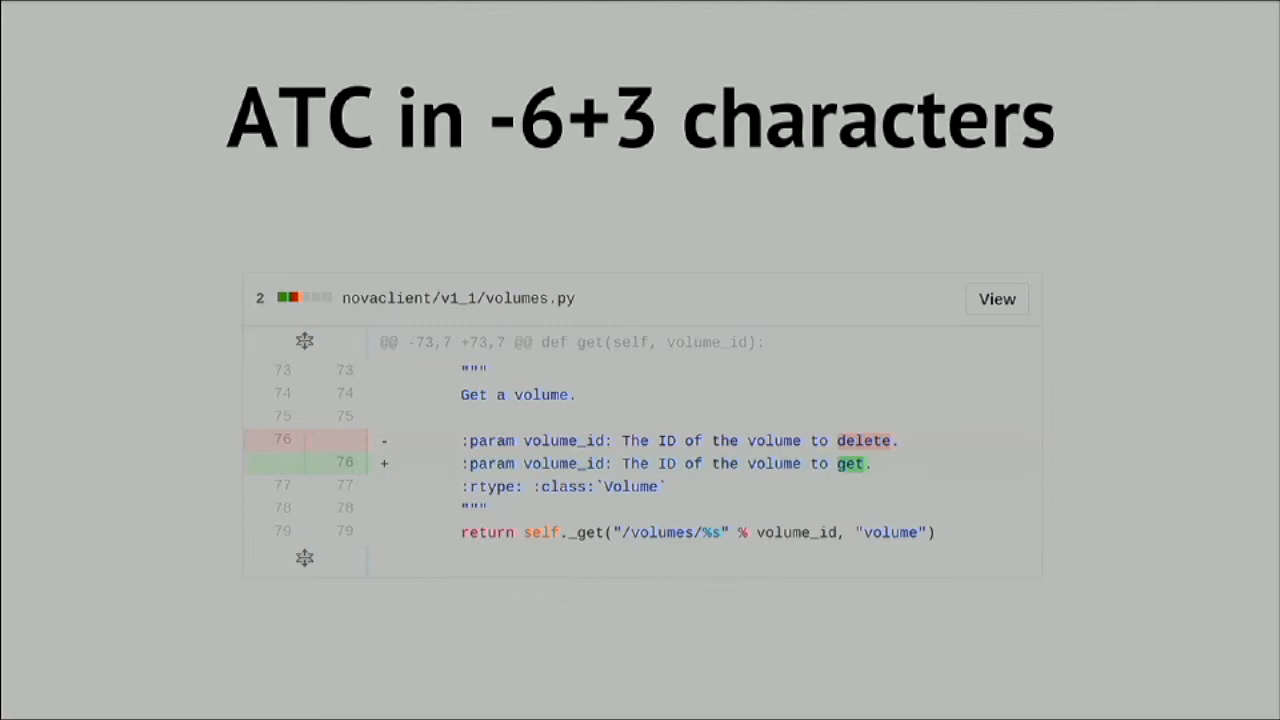 ATC in -6+3 characters
2 novaclient/v1_1/volumes.py View
@@ -73,7 +73,7 @@ def get(self, volume_id):
73 73 """
74 74 Get a volume.
75 75
76 - :param volume_id: The ID of the volume to delete.
76 + :param volume_id: The ID of the volume to get.
77 77 :rtype: :class:`Volume`
78 78 """
79 79 return self._get("/volumes/%s" % volume_id, "volume")